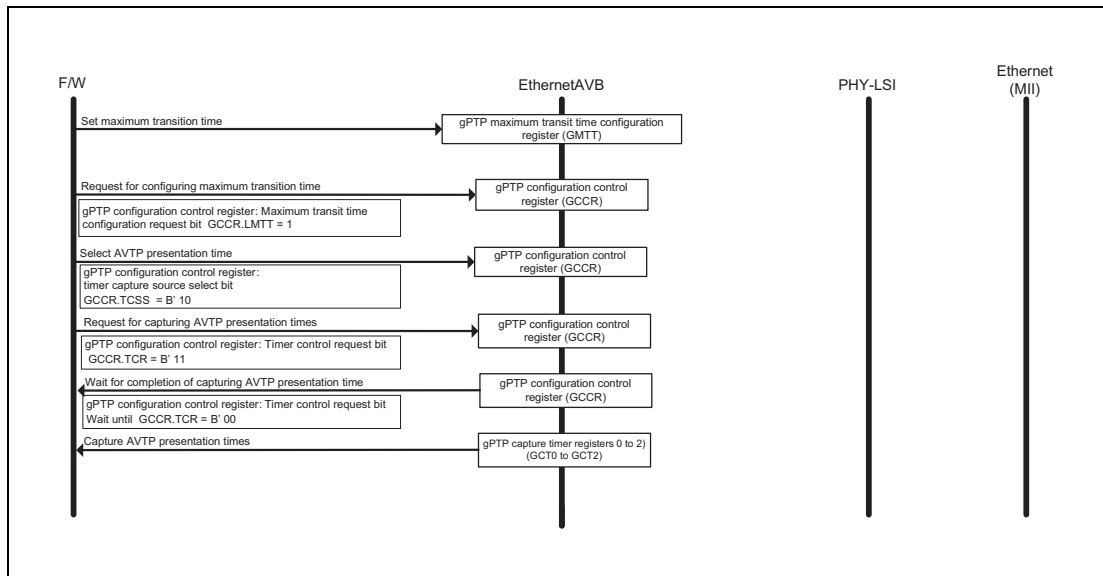 F/W
EthernetAVB
PHY-LSI
Ethernet
(MII)
Set maximum transition time
gPTP maximum transit time configuration
register (GMTT)
Request for configuring maximum transition time
gPTP configuration control
register (GCCR)
gPTP configuration control register: Maximum transit time
configuration request bit GCCR.LMTT = 1
Select AVTP presentation time
gPTP configuration control
register (GCCR)
gPTP configuration control register:
timer capture source select bit
GCCR.TCSS = B' 10
Request for capturing AVTP presentation times
gPTP configuration control
register (GCCR)
gPTP configuration control register: Timer control request bit
GCCR.TCR = B' 11
Wait for completion of capturing AVTP presentation time
gPTP configuration control
register (GCCR)
gPTP configuration control register: Timer control request bit
Wait until GCCR.TCR = B' 00
Capture AVTP presentation times
gPTP capture timer registers 0 to 2)
(GCT0 to GCT2)